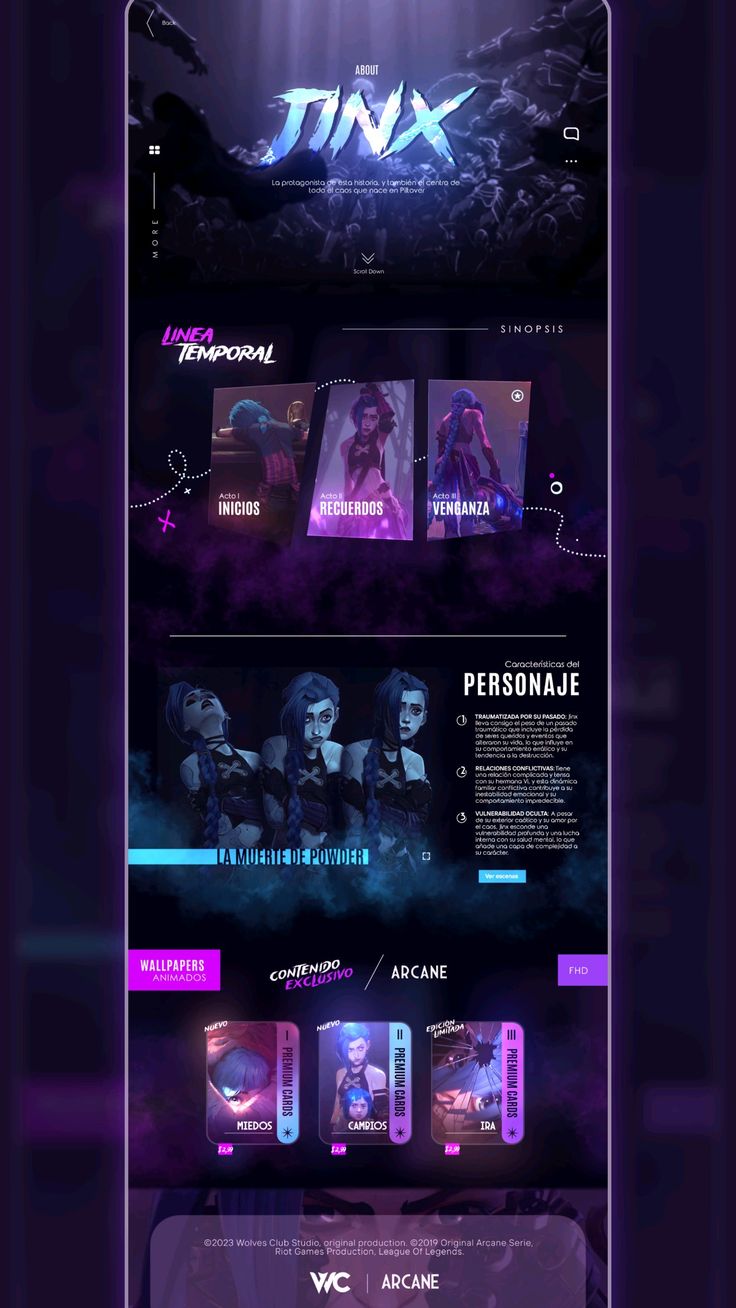 Back
ABOUT
JINX
La protagonista de esta historia, y también el centro de
todo el caos que nace en Piltover
MORE
Scroll Down
LINEA
TEMPORAL
SINOPSIS
Acto I
INICIOS
Acto II
RECUERDOS
Acto III
VENGANZA
Características del
PERSONAJE
1
TRAUMATIZADA POR SU PASADO: Jinx
lleva consigo el peso de un pasado
traumático que incluye la pérdida
de seres queridos y eventos que
alteraron su vida, lo que influye en
su comportamiento errático y su
tendencia a la destrucción.
2
RELACIONES CONFLICTIVAS: Tiene
una relación complicada y tensa
con su hermana Vi, y esta dinámica
familiar conflictiva contribuye a su
inestabilidad emocional y su
comportamiento impredecible.
3
VULNERABILIDAD OCULTA: A pesar
de su exterior caótico y su amor por
el caos, Jinx esconde una
vulnerabilidad profunda y una lucha
interna con su salud mental, lo que
añade una capa de complejidad a
su carácter.
LA MUERTE DE POWDER
Ver escenas
WALLPAPERS
ANIMADOS
CONTENIDO
EXCLUSIVO
ARCANE
FHD
NUEVO
I
PREMIUM CARDS
MIEDOS
$2,99
NUEVO
II
PREMIUM CARDS
CAMBIOS
$2,99
EDICIÓN
LIMITADA
III
PREMIUM CARDS
IRA
©2023 Wolves Club Studio, original production. ©2019 Original Arcane Serie,
Riot Games Production, League Of Legends.
WC
ARCANE